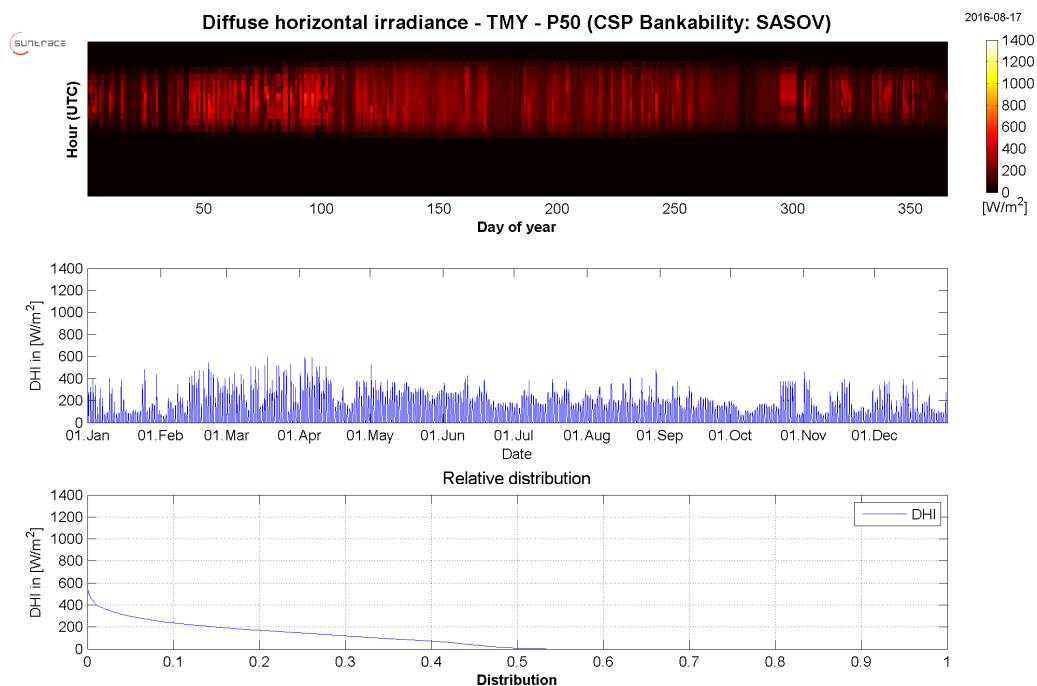 Diffuse horizontal irradiance - TMY - P50 (CSP Bankability: SASOV)
2016-08-17
suntrace
Hour (UTC)
50 100 150 200 250 300 350
Day of year
1400
1200
1000
800
600
400
200
0
[W/m²]
1400
1200
1000
800
600
400
200
0
DHI in [W/m²]
01.Jan 01.Feb 01.Mar 01.Apr 01.May 01.Jun 01.Jul 01.Aug 01.Sep 01.Oct 01.Nov 01.Dec
Date
Relative distribution
1400
1200
1000
800
600
400
200
0
DHI in [W/m²]
DHI
0 0.1 0.2 0.3 0.4 0.5 0.6 0.7 0.8 0.9 1
Distribution